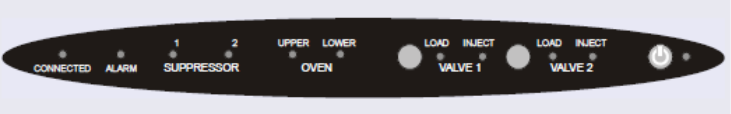 1 2 UPPER LOWER LOAD INJECT LOAD INJECT
CONNECTED ALARM SUPPRESSOR OVEN VALVE 1 VALVE 2